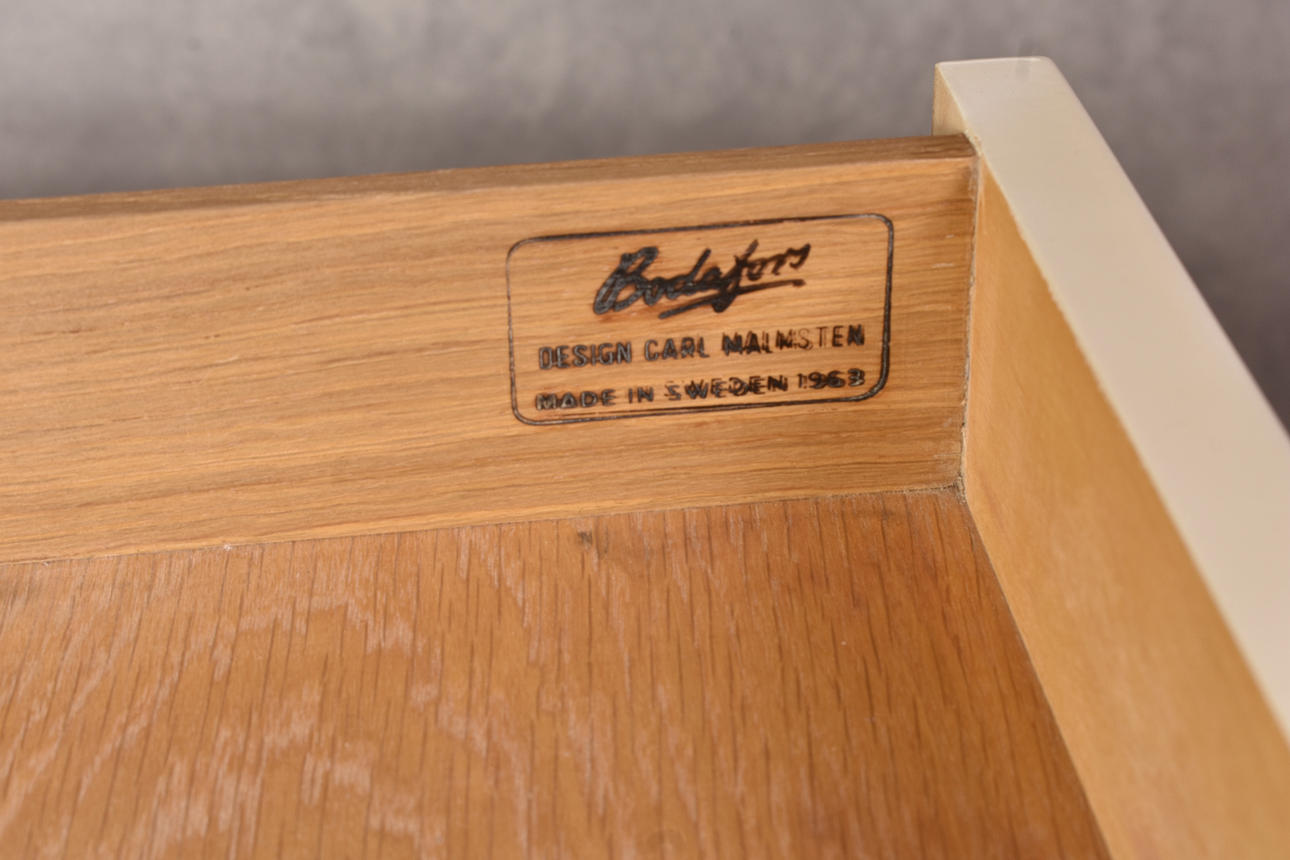 Bodafors
DESIGN CARL MALMSTEN
MADE IN SWEDEN 1963